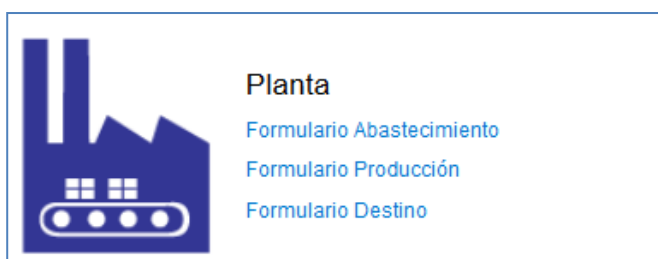 Planta
Formulario Abastecimiento
Formulario Producción
Formulario Destino